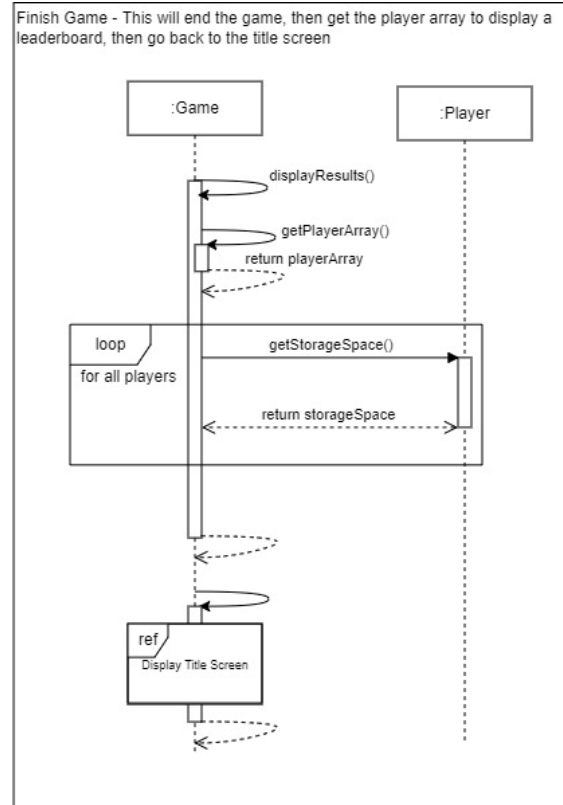 Finish Game - This will end the game, then get the player array to display a
leaderboard, then go back to the title screen
:Game
:Player
displayResults()
getPlayerArray()
return playerArray
loop
getStorageSpace()
for all players
return storageSpace
ref
Display Title Screen